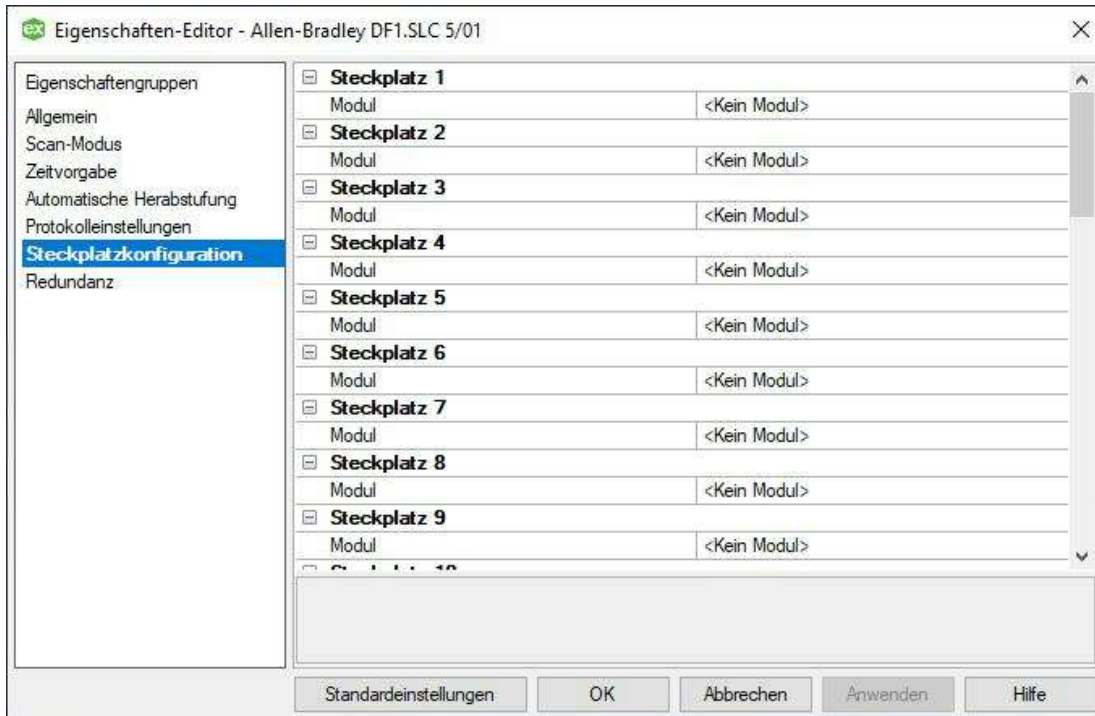 ex Eigenschaften-Editor - Allen-Bradley DF1.SLC 5/01
Eigenschaftengruppen
Allgemein
Scan-Modus
Zeitvorgabe
Automatische Herabstufung
Protokolleinstellungen
Steckplatzkonfiguration
Redundanz
Steckplatz 1
Modul <Kein Modul>
Steckplatz 2
Modul <Kein Modul>
Steckplatz 3
Modul <Kein Modul>
Steckplatz 4
Modul <Kein Modul>
Steckplatz 5
Modul <Kein Modul>
Steckplatz 6
Modul <Kein Modul>
Steckplatz 7
Modul <Kein Modul>
Steckplatz 8
Modul <Kein Modul>
Steckplatz 9
Modul <Kein Modul>
Standardeinstellungen OK Abbrechen Anwenden Hilfe